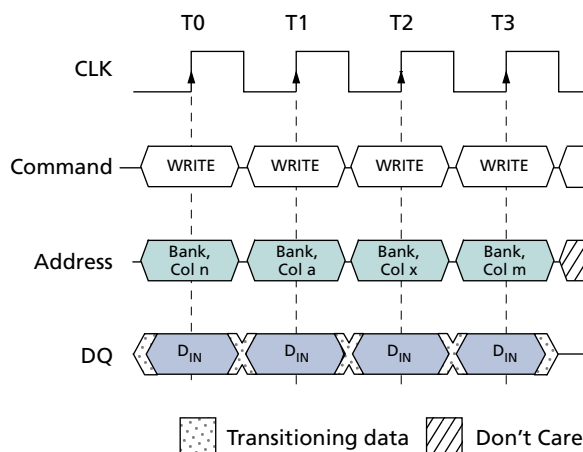 T0 T1 T2 T3
CLK
Command WRITE WRITE WRITE WRITE
Address Bank, Col n Bank, Col a Bank, Col x Bank, Col m
DQ DIN DIN DIN DIN
Transitioning data Don't Care